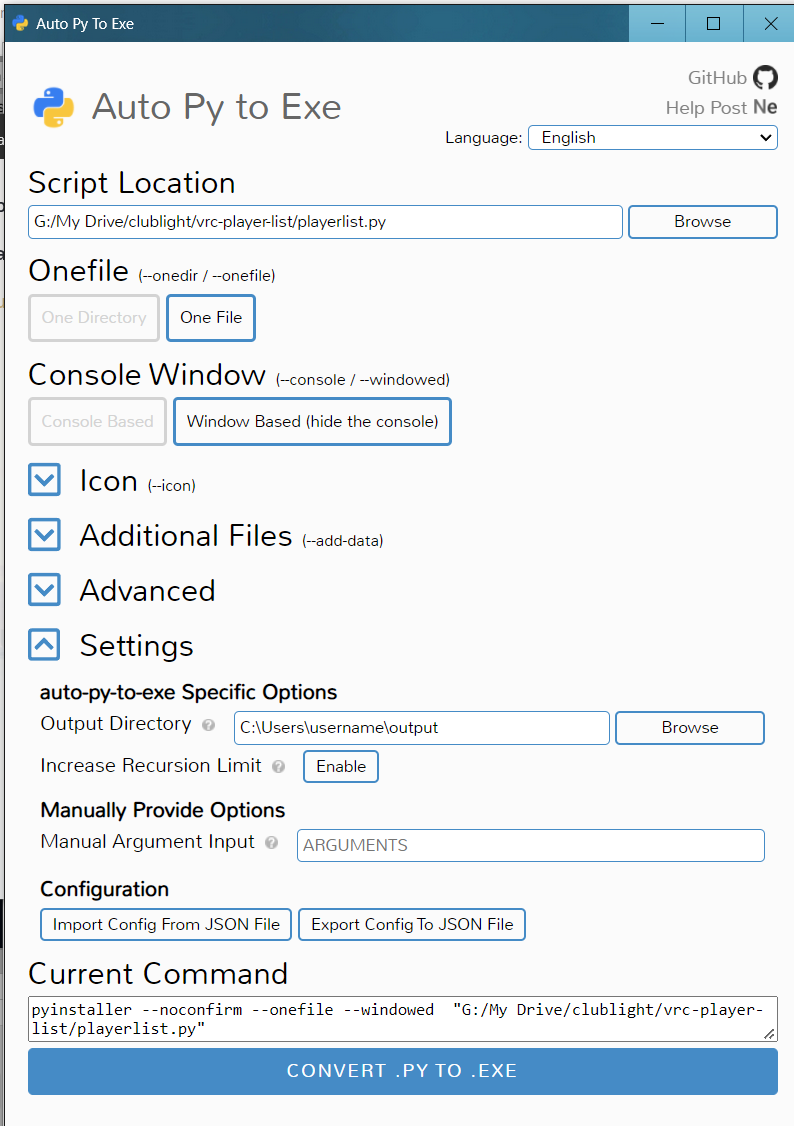 Auto Py To Exe
GitHub
Auto Py to Exe
Help Post Ne
Language: English
Script Location
G:/My Drive/clublight/vrc-player-list/playerlist.py Browse
Onefile (--onedir / --onefile)
One Directory One File
Console Window (--console / --windowed)
Console Based Window Based (hide the console)
Icon (--icon)
Additional Files (--add-data)
Advanced
Settings
auto-py-to-exe Specific Options
Output Directory ? C:\Users\username\output Browse
Increase Recursion Limit ? Enable
Manually Provide Options
Manual Argument Input ? ARGUMENTS
Configuration
Import Config From JSON File Export Config To JSON File
Current Command
pyinstaller --noconfirm --onefile --windowed  "G:/My Drive/clublight/vrc-player-
list/playerlist.py"
CONVERT .PY TO .EXE